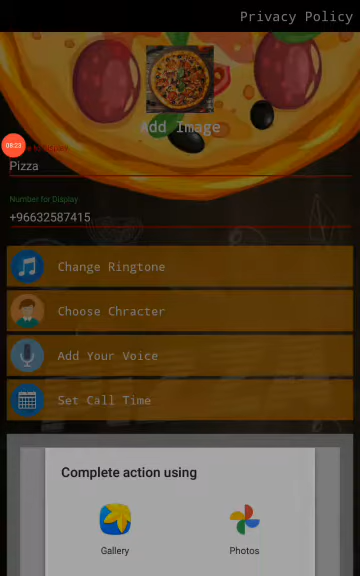 Privacy Policy
Add Image
08:23
Pizza
Number for Display
+96632587415
Change Ringtone
Choose Chracter
Add Your Voice
Set Call Time
Complete action using
Gallery
Photos